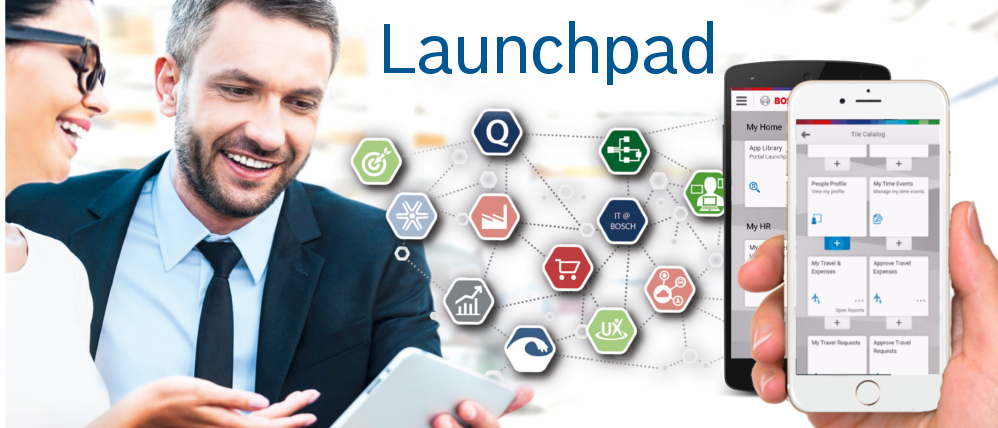 Launchpad
Q
IT @
BOSCH
UX
My Home
App Library
Portal Launchp
My HR
My
Tile Catalog
People Profile
View my profile
My Time Events
Manage my time events
My Travel &
Expenses
Approve Travel
Expenses
Open Reports
My Travel Requests
Approve Travel
Requests